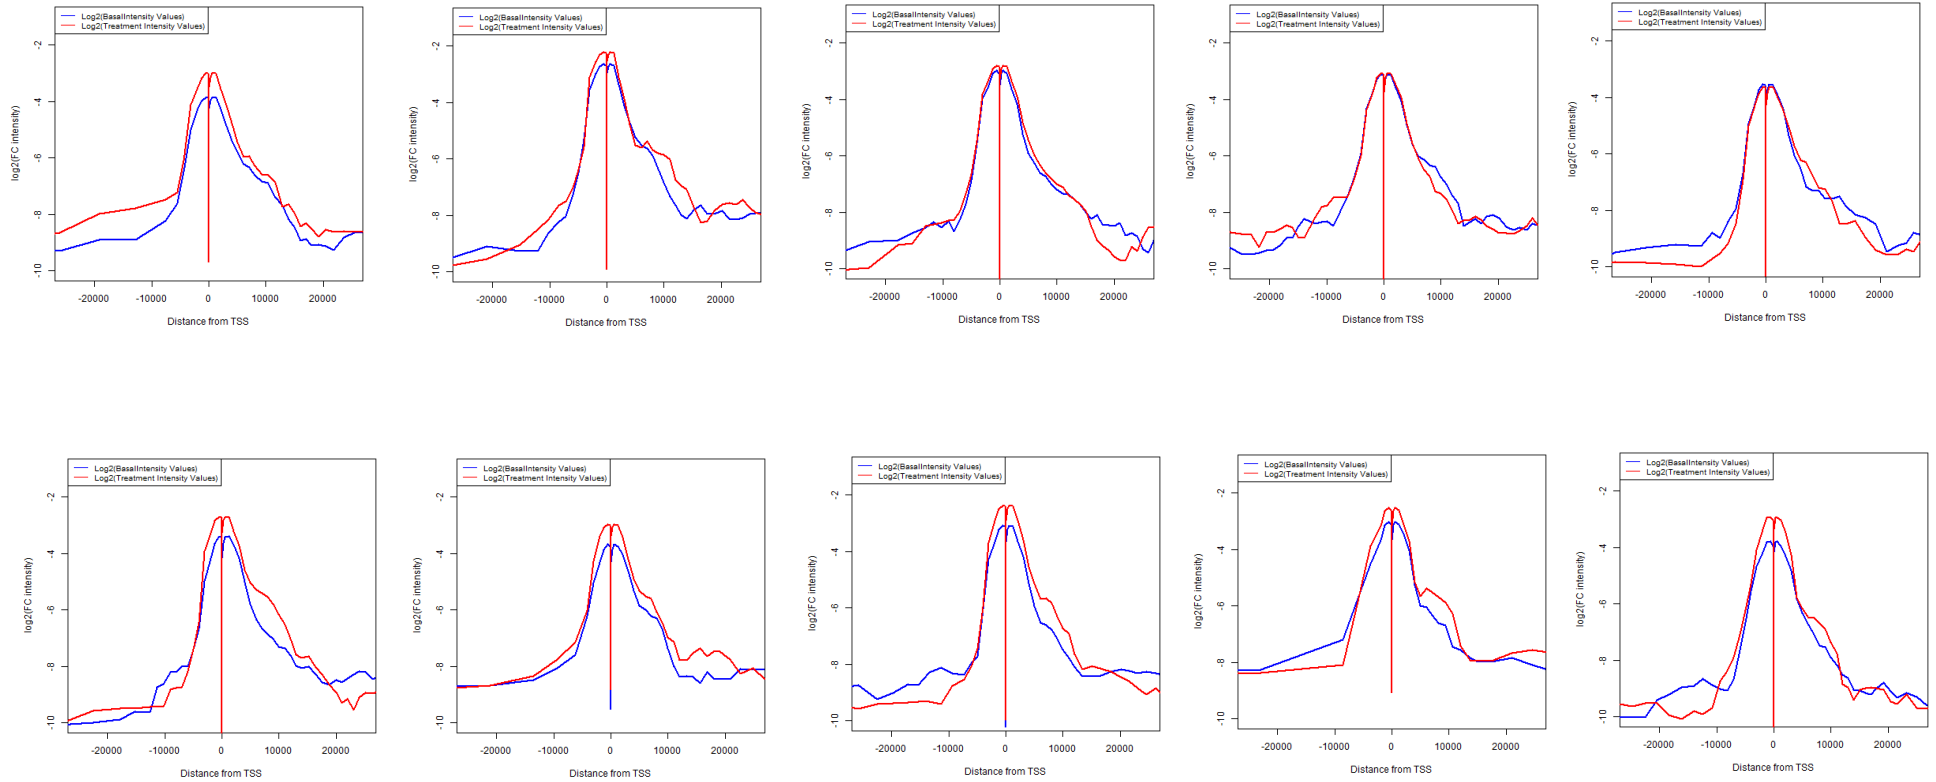 Log2(BasalIntensity Values)
Log2(Treatment Intensity Values)
log2(FC intensity)
-2
-4
-6
-8
-10
-20000 -10000 0 10000 20000
Distance from TSS
Log2(BasalIntensity Values)
Log2(Treatment Intensity Values)
log2(FC intensity)
-2
-4
-6
-8
-10
-20000 -10000 0 10000 20000
Distance from TSS
Log2(BasalIntensity Values)
Log2(Treatment Intensity Values)
log2(FC intensity)
-2
-4
-6
-8
-10
-20000 -10000 0 10000 20000
Distance from TSS
Log2(BasalIntensity Values)
Log2(Treatment Intensity Values)
log2(FC intensity)
-2
-4
-6
-8
-10
-20000 -10000 0 10000 20000
Distance from TSS
Log2(BasalIntensity Values)
Log2(Treatment Intensity Values)
log2(FC intensity)
-2
-4
-6
-8
-10
-20000 -10000 0 10000 20000
Distance from TSS
Log2(BasalIntensity Values)
Log2(Treatment Intensity Values)
log2(FC intensity)
-2
-4
-6
-8
-10
-20000 -10000 0 10000 20000
Distance from TSS
Log2(BasalIntensity Values)
Log2(Treatment Intensity Values)
log2(FC intensity)
-2
-4
-6
-8
-10
-20000 -10000 0 10000 20000
Distance from TSS
Log2(BasalIntensity Values)
Log2(Treatment Intensity Values)
log2(FC intensity)
-2
-4
-6
-8
-10
-20000 -10000 0 10000 20000
Distance from TSS
Log2(BasalIntensity Values)
Log2(Treatment Intensity Values)
log2(FC intensity)
-2
-4
-6
-8
-10
-20000 -10000 0 10000 20000
Distance from TSS
Log2(BasalIntensity Values)
Log2(Treatment Intensity Values)
log2(FC intensity)
-2
-4
-6
-8
-10
-20000 -10000 0 10000 20000
Distance from TSS